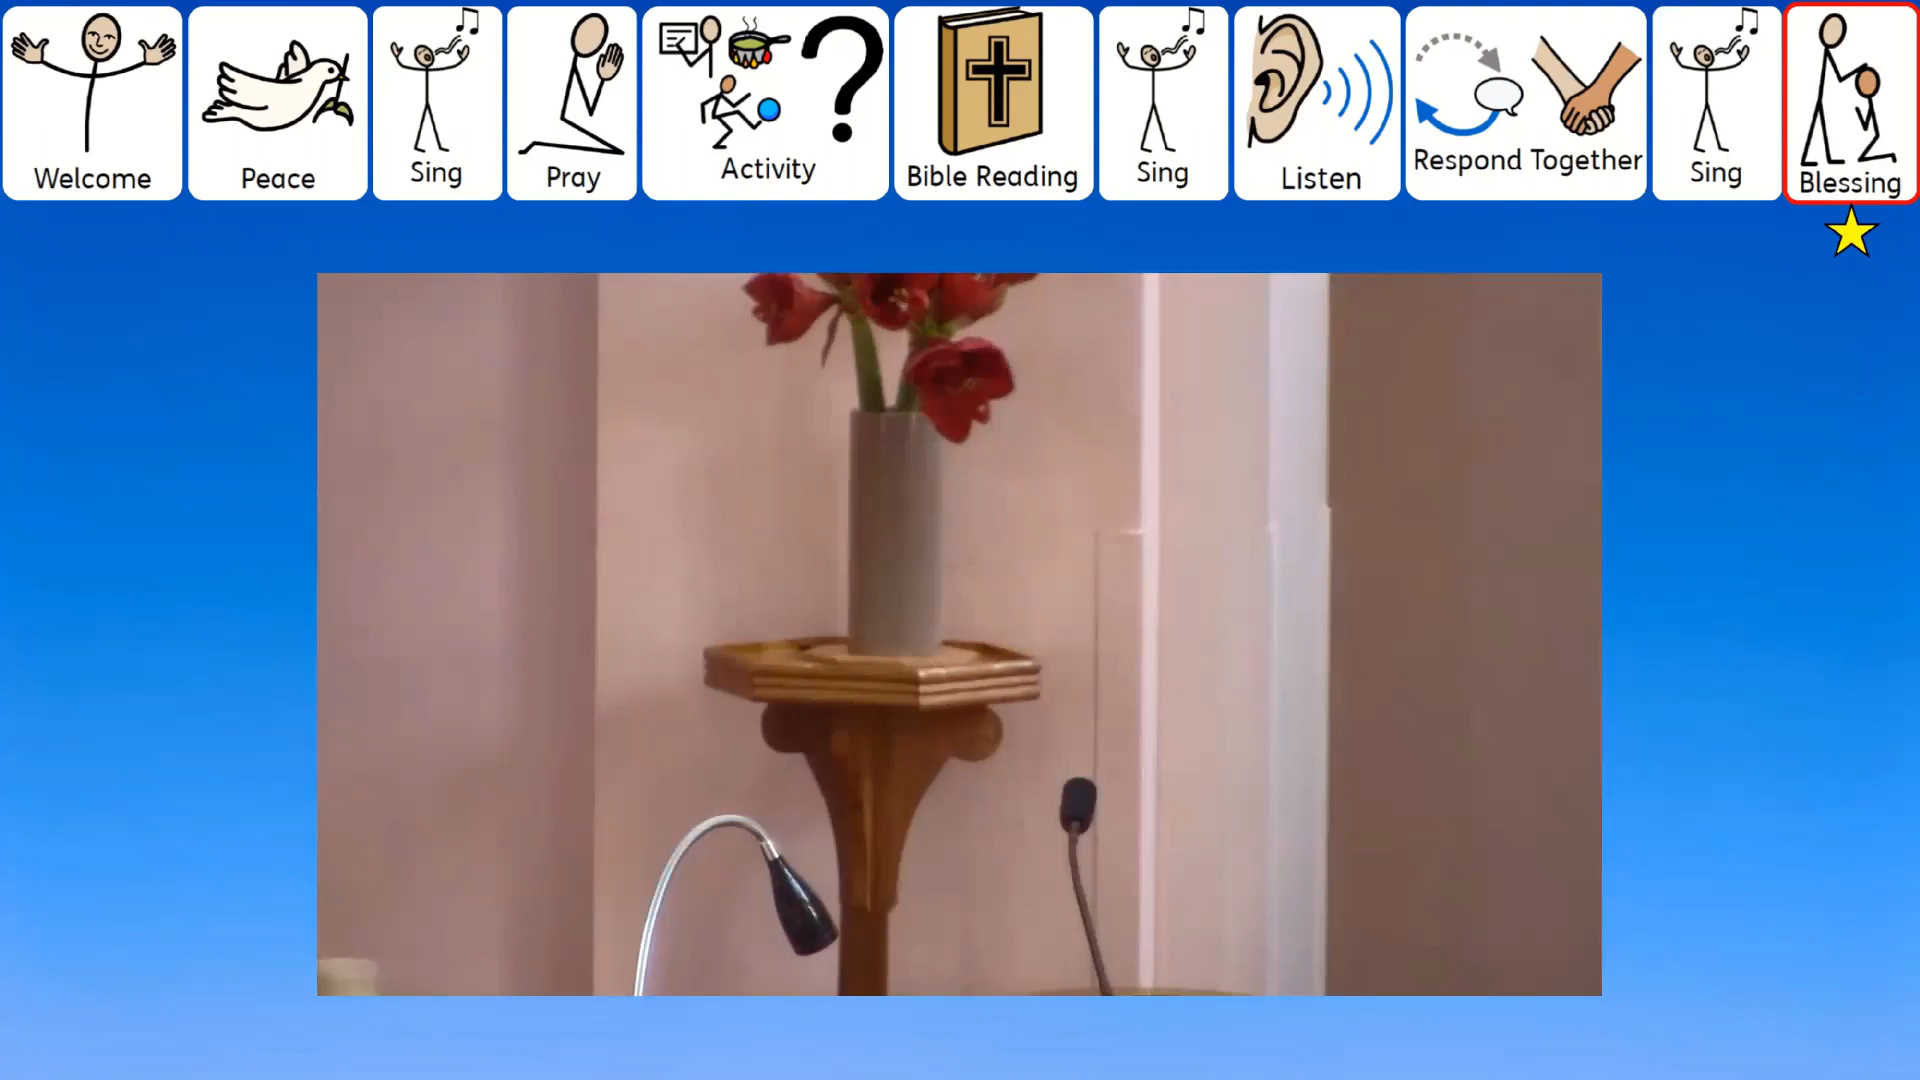 Welcome
Peace
Sing
Pray
Activity
Bible Reading
Sing
Listen
Respond Together
Sing
Blessing